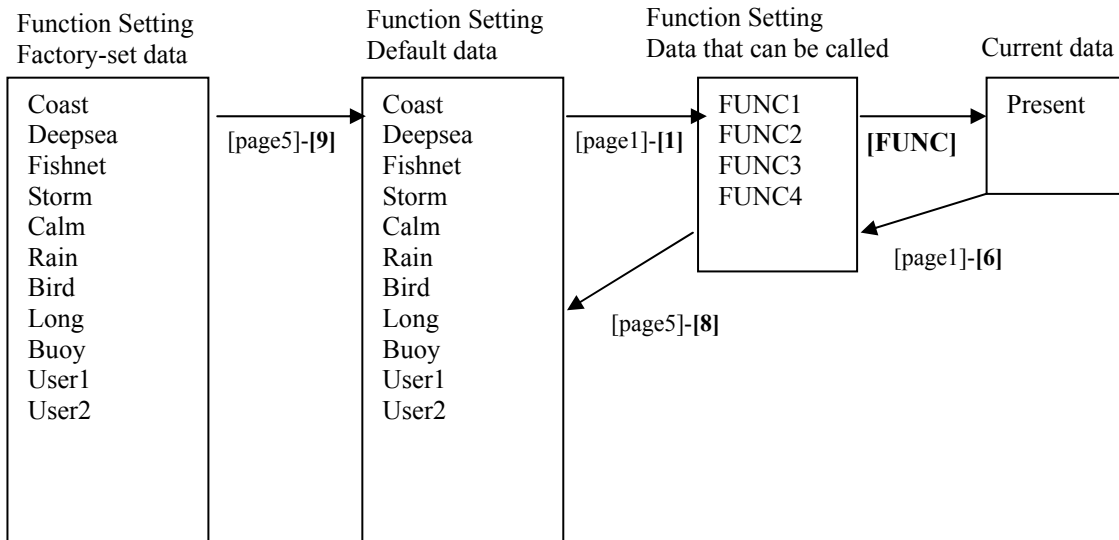 Function Setting
Factory-set data
Coast
Deepsea
Fishnet
Storm
Calm
Rain
Bird
Long
Buoy
User1
User2
[page5]-[9]
Function Setting
Default data
Coast
Deepsea
Fishnet
Storm
Calm
Rain
Bird
Long
Buoy
User1
User2
[page1]-[1]
[page5]-[8]
Function Setting
Data that can be called
FUNC1
FUNC2
FUNC3
FUNC4
[FUNC]
[page1]-[6]
Current data
Present